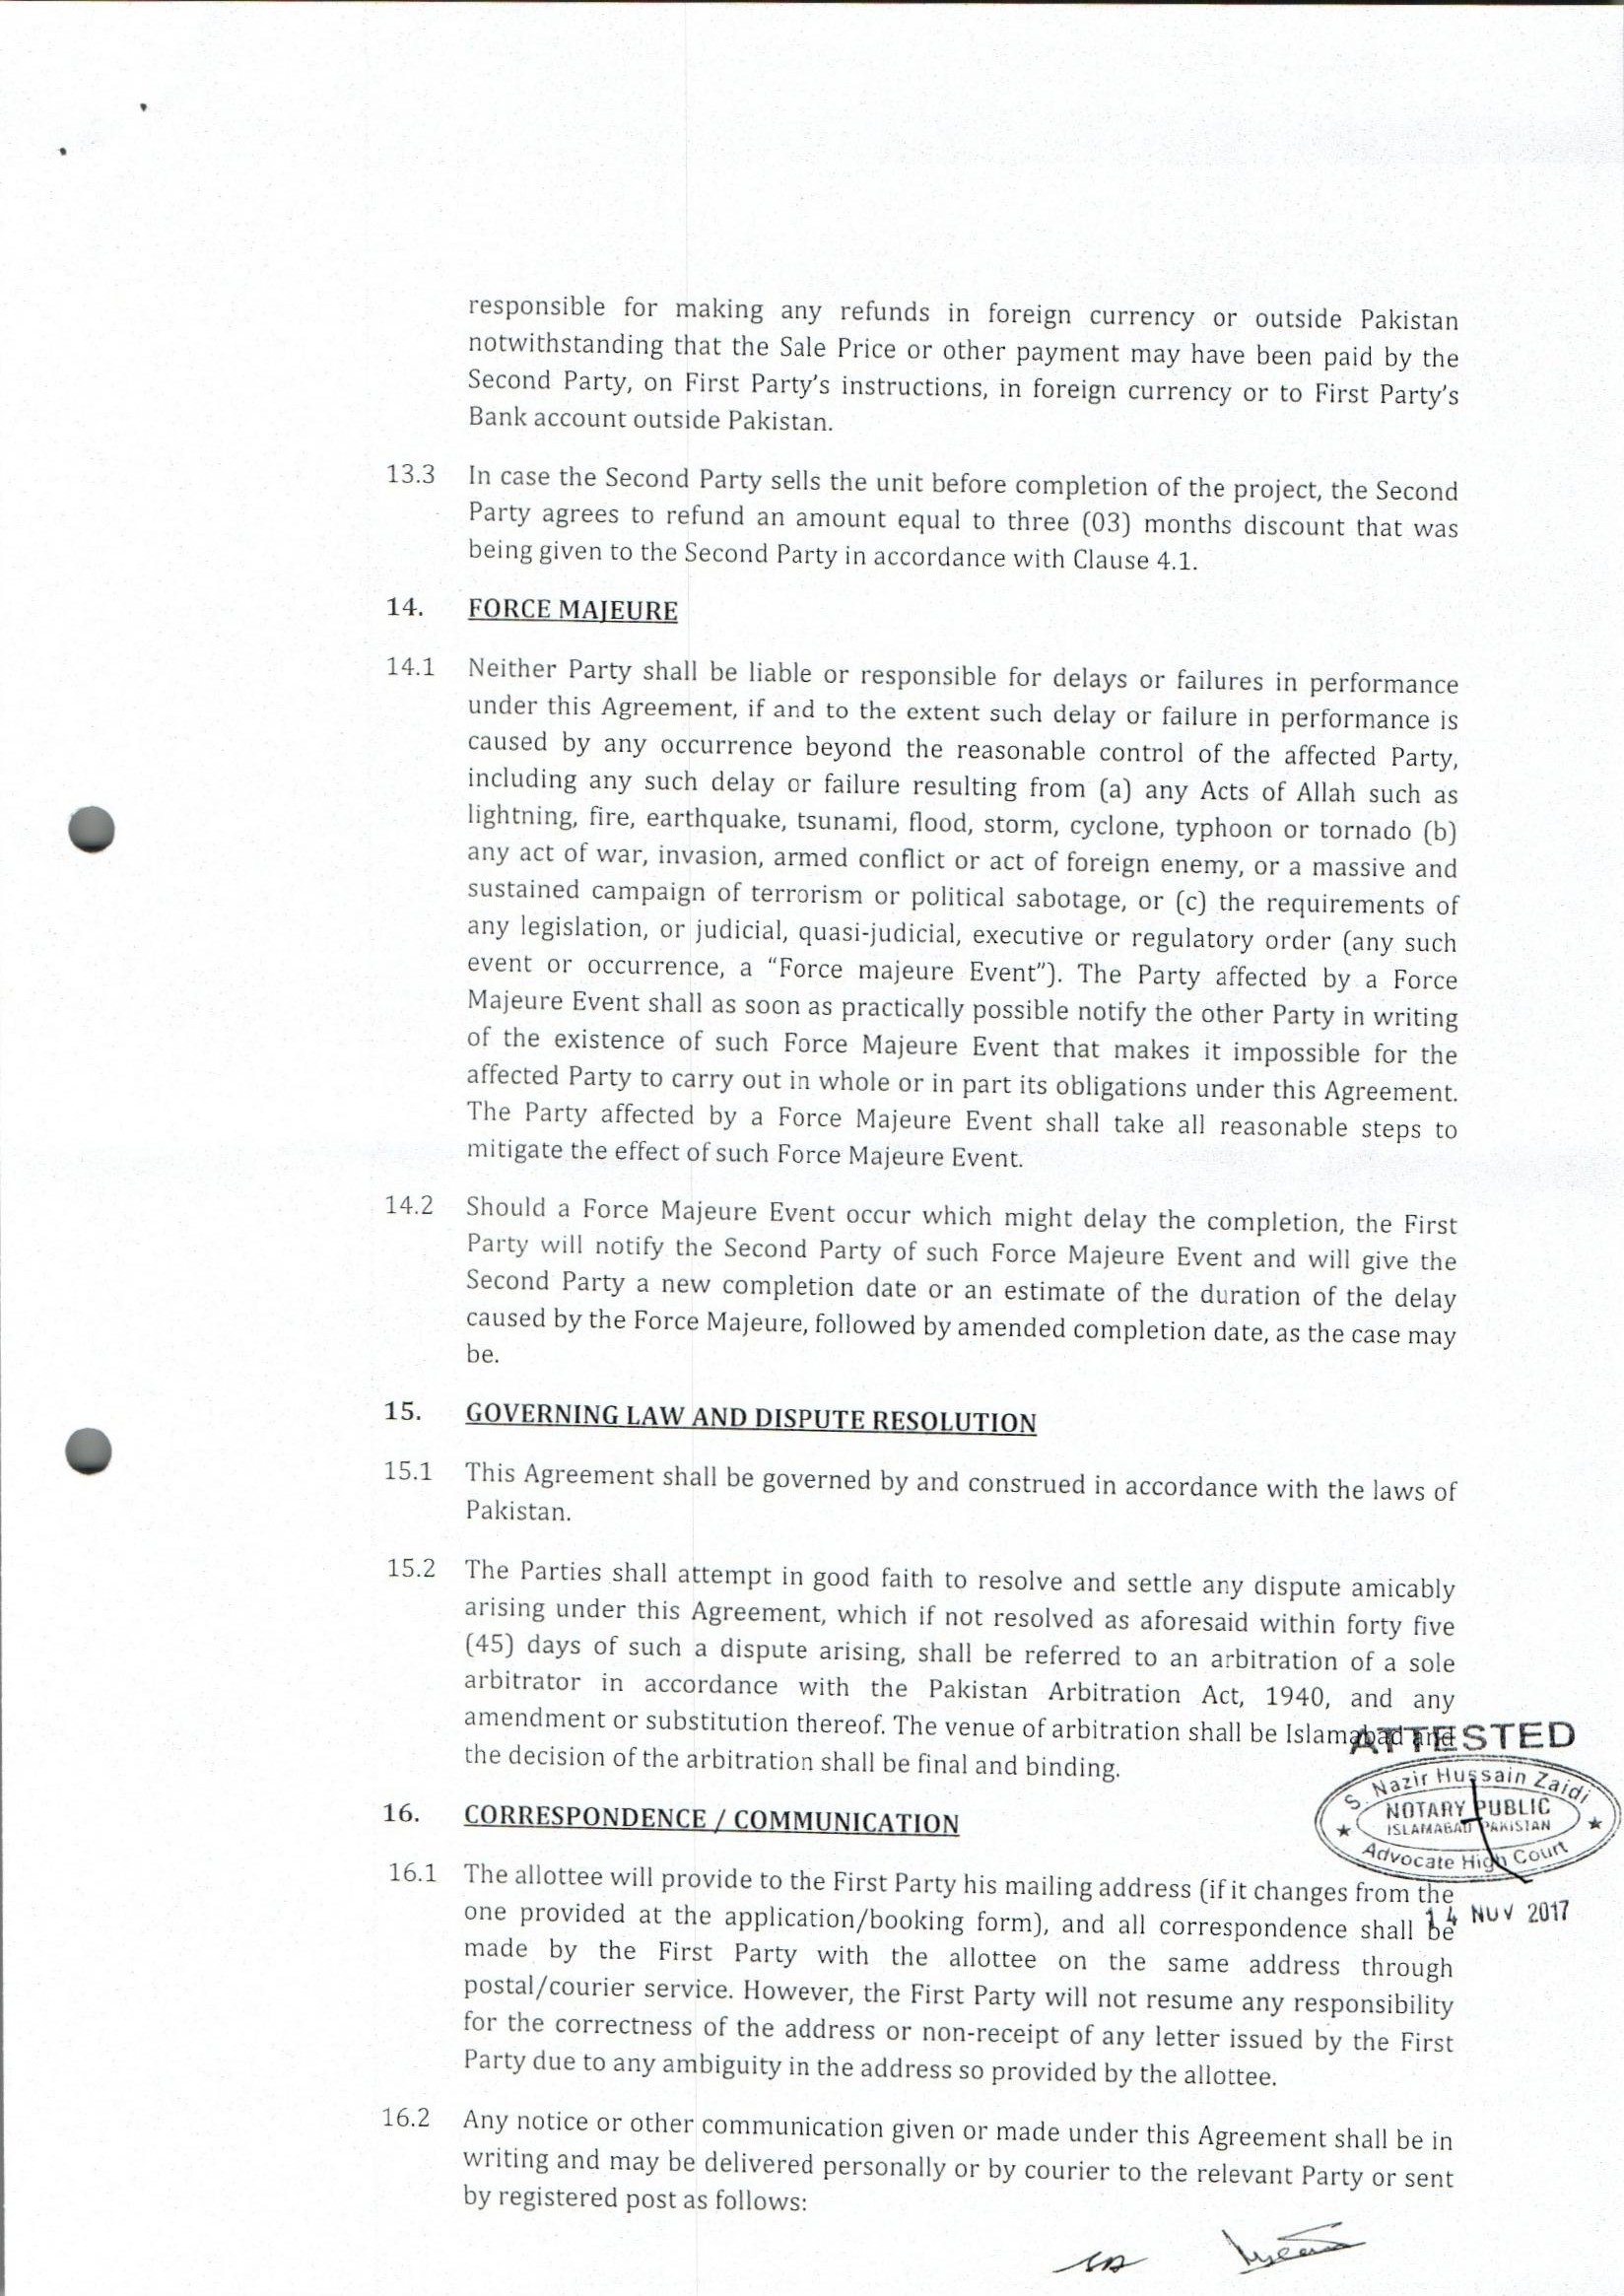 responsible for making any refunds in foreign currency or outside Pakistan
notwithstanding that the Sale Price or other payment may have been paid by the
Second Party, on First Party's instructions, in foreign currency or to First Party's
Bank account outside Pakistan.
13.3 In case the Second Party sells the unit before completion of the project, the Second
Party agrees to refund an amount equal to three (03) months discount that was
being given to the Second Party in accordance with Clause 4.1.
14. FORCE MAJEURE
14.1 Neither Party shall be liable or responsible for delays or failures in performance
under this Agreement, if and to the extent such delay or failure in performance is
caused by any occurrence beyond the reasonable control of the affected Party,
including any such delay or failure resulting from (a) any Acts of Allah such as
lightning, fire, earthquake, tsunami, flood, storm, cyclone, typhoon or tornado (b)
any act of war, invasion, armed conflict or act of foreign enemy, or a massive and
sustained campaign of terrorism or political sabotage, or (c) the requirements of
any legislation, or judicial, quasi-judicial, executive or regulatory order (any such
event or occurrence, a “Force majeure Event”). The Party affected by a Force
Majeure Event shall as soon as practically possible notify the other Party in writing
of the existence of such Force Majeure Event that makes it impossible for the
affected Party to carry out in whole or in part its obligations under this Agreement.
The Party affected by a Force Majeure Event shall take all reasonable steps to
mitigate the effect of such Force Majeure Event.
14.2 Should a Force Majeure Event occur which might delay the completion, the First
Party will notify the Second Party of such Force Majeure Event and will give the
Second Party a new completion date or an estimate of the duration of the delay
caused by the Force Majeure, followed by amended completion date, as the case may
be.
15. GOVERNING LAW AND DISPUTE RESOLUTION
15.1 This Agreement shall be governed by and construed in accordance with the laws of
Pakistan.
15.2 The Parties shall attempt in good faith to resolve and settle any dispute amicably
arising under this Agreement, which if not resolved as aforesaid within forty five
(45) days of such a dispute arising, shall be referred to an arbitration of a sole
arbitrator in accordance with the Pakistan Arbitration Act, 1940, and any
amendment or substitution thereof. The venue of arbitration shall be Islamabad and
the decision of the arbitration shall be final and binding.
ATTESTED
S. Nazir Hussain Zaidi
NOTARY PUBLIC
ISLAMABAD PAKISTAN
Advocate High Court
14 NOV 2017
16. CORRESPONDENCE / COMMUNICATION
16.1 The allottee will provide to the First Party his mailing address (if it changes from the
one provided at the application/booking form), and all correspondence shall be
made by the First Party with the allottee on the same address through
postal/courier service. However, the First Party will not resume any responsibility
for the correctness of the address or non-receipt of any letter issued by the First
Party due to any ambiguity in the address so provided by the allottee.
16.2 Any notice or other communication given or made under this Agreement shall be in
writing and may be delivered personally or by courier to the relevant Party or sent
by registered post as follows: